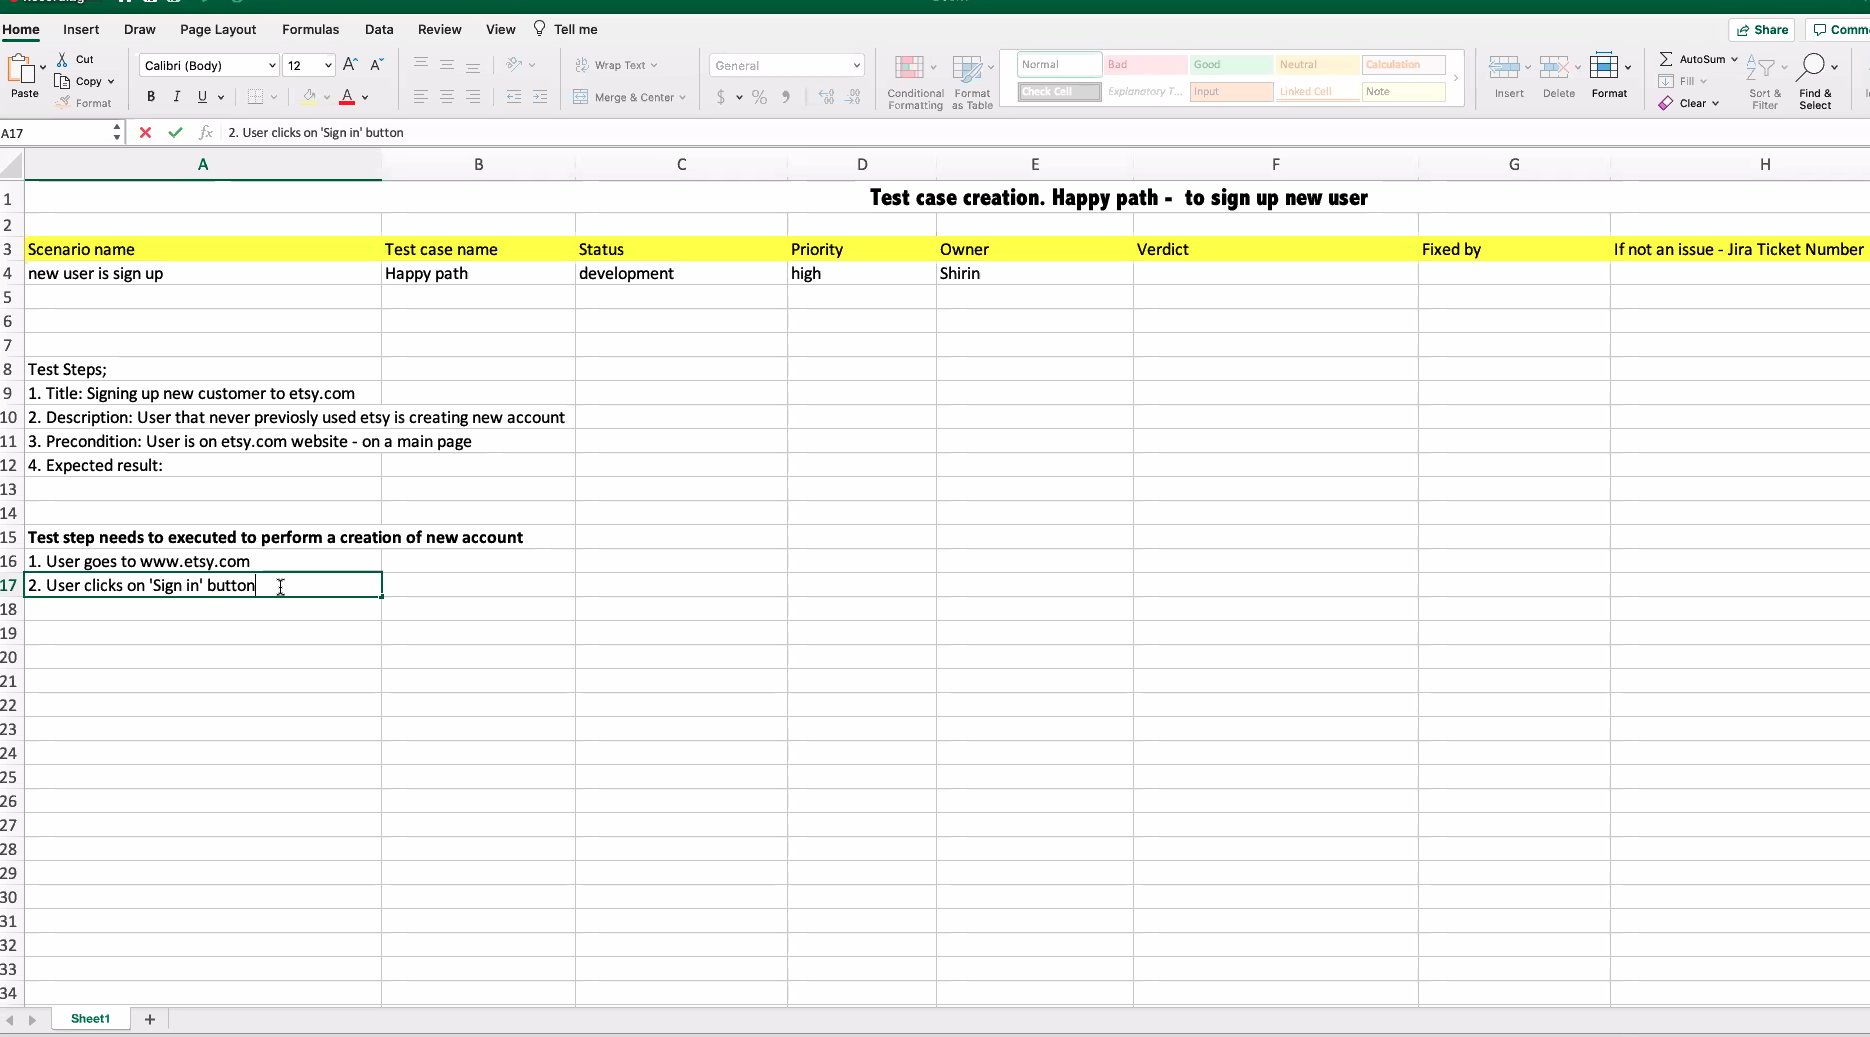 Home Insert Draw Page Layout Formulas Data Review View Tell me Share
Paste Cut Copy Format
Calibri (Body) 12
B I U A
Wrap Text
Merge & Center
General
$ %
Conditional Formatting
Format as Table
Normal Bad Good Neutral Calculation
Check Cell Explanatory T... Input Linked Cell Note
Insert Delete Format
AutoSum
Fill
Clear
Sort & Filter
Find & Select
A17 fx 2. User clicks on 'Sign in' button
A B C D E F G H
1 Test case creation. Happy path - to sign up new user
2
3 Scenario name Test case name Status Priority Owner Verdict Fixed by If not an issue - Jira Ticket Number
4 new user is sign up Happy path development high Shirin
5
6
7
8 Test Steps;
9 1. Title: Signing up new customer to etsy.com
10 2. Description: User that never previosly used etsy is creating new account
11 3. Precondition: User is on etsy.com website - on a main page
12 4. Expected result:
13
14
15 Test step needs to executed to perform a creation of new account
16 1. User goes to www.etsy.com
17 2. User clicks on 'Sign in' button
18
19
20
21
22
23
24
25
26
27
28
29
30
31
32
33
34
Sheet1 +